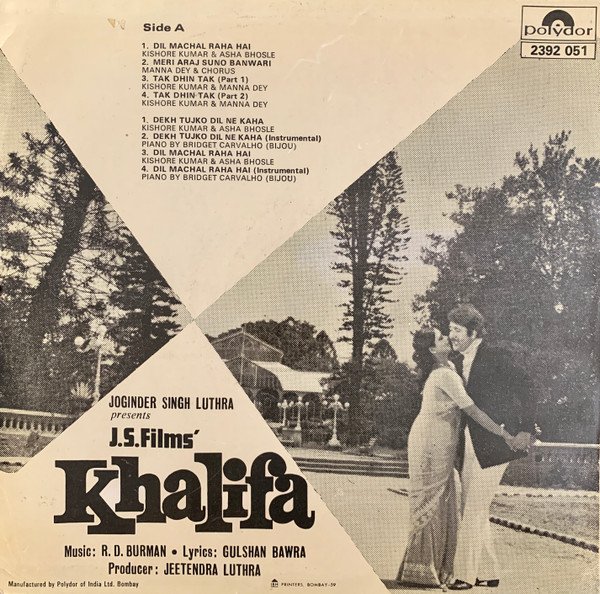 Side A
1. DIL MACHAL RAHA HAI
KISHORE KUMAR & ASHA BHOSLE
2. MERI ARAJ SUNO BANWARI
MANNA DEY & CHORUS
3. TAK DHIN TAK (Part 1)
KISHORE KUMAR & MANNA DEY
4. TAK DHIN TAK (Part 2)
KISHORE KUMAR & MANNA DEY
1. DEKH TUJKO DIL NE KAHA
KISHORE KUMAR & ASHA BHOSLE
2. DEKH TUJKO DIL NE KAHA (Instrumental)
PIANO BY BRIDGET CARVALHO (BIJOU)
3. DIL MACHAL RAHA HAI
KISHORE KUMAR & ASHA BHOSLE
4. DIL MACHAL RAHA HAI (Instrumental)
PIANO BY BRIDGET CARVALHO (BIJOU)
polydor
2392 051
JOGINDER SINGH LUTHRA
presents
J.S.Films'
Khalifa
Music: R. D. BURMAN • Lyrics: GULSHAN BAWRA
Producer: JEETENDRA LUTHRA
Manufactured by Polydor of India Ltd. Bombay
PRINTERS, BOMBAY-59